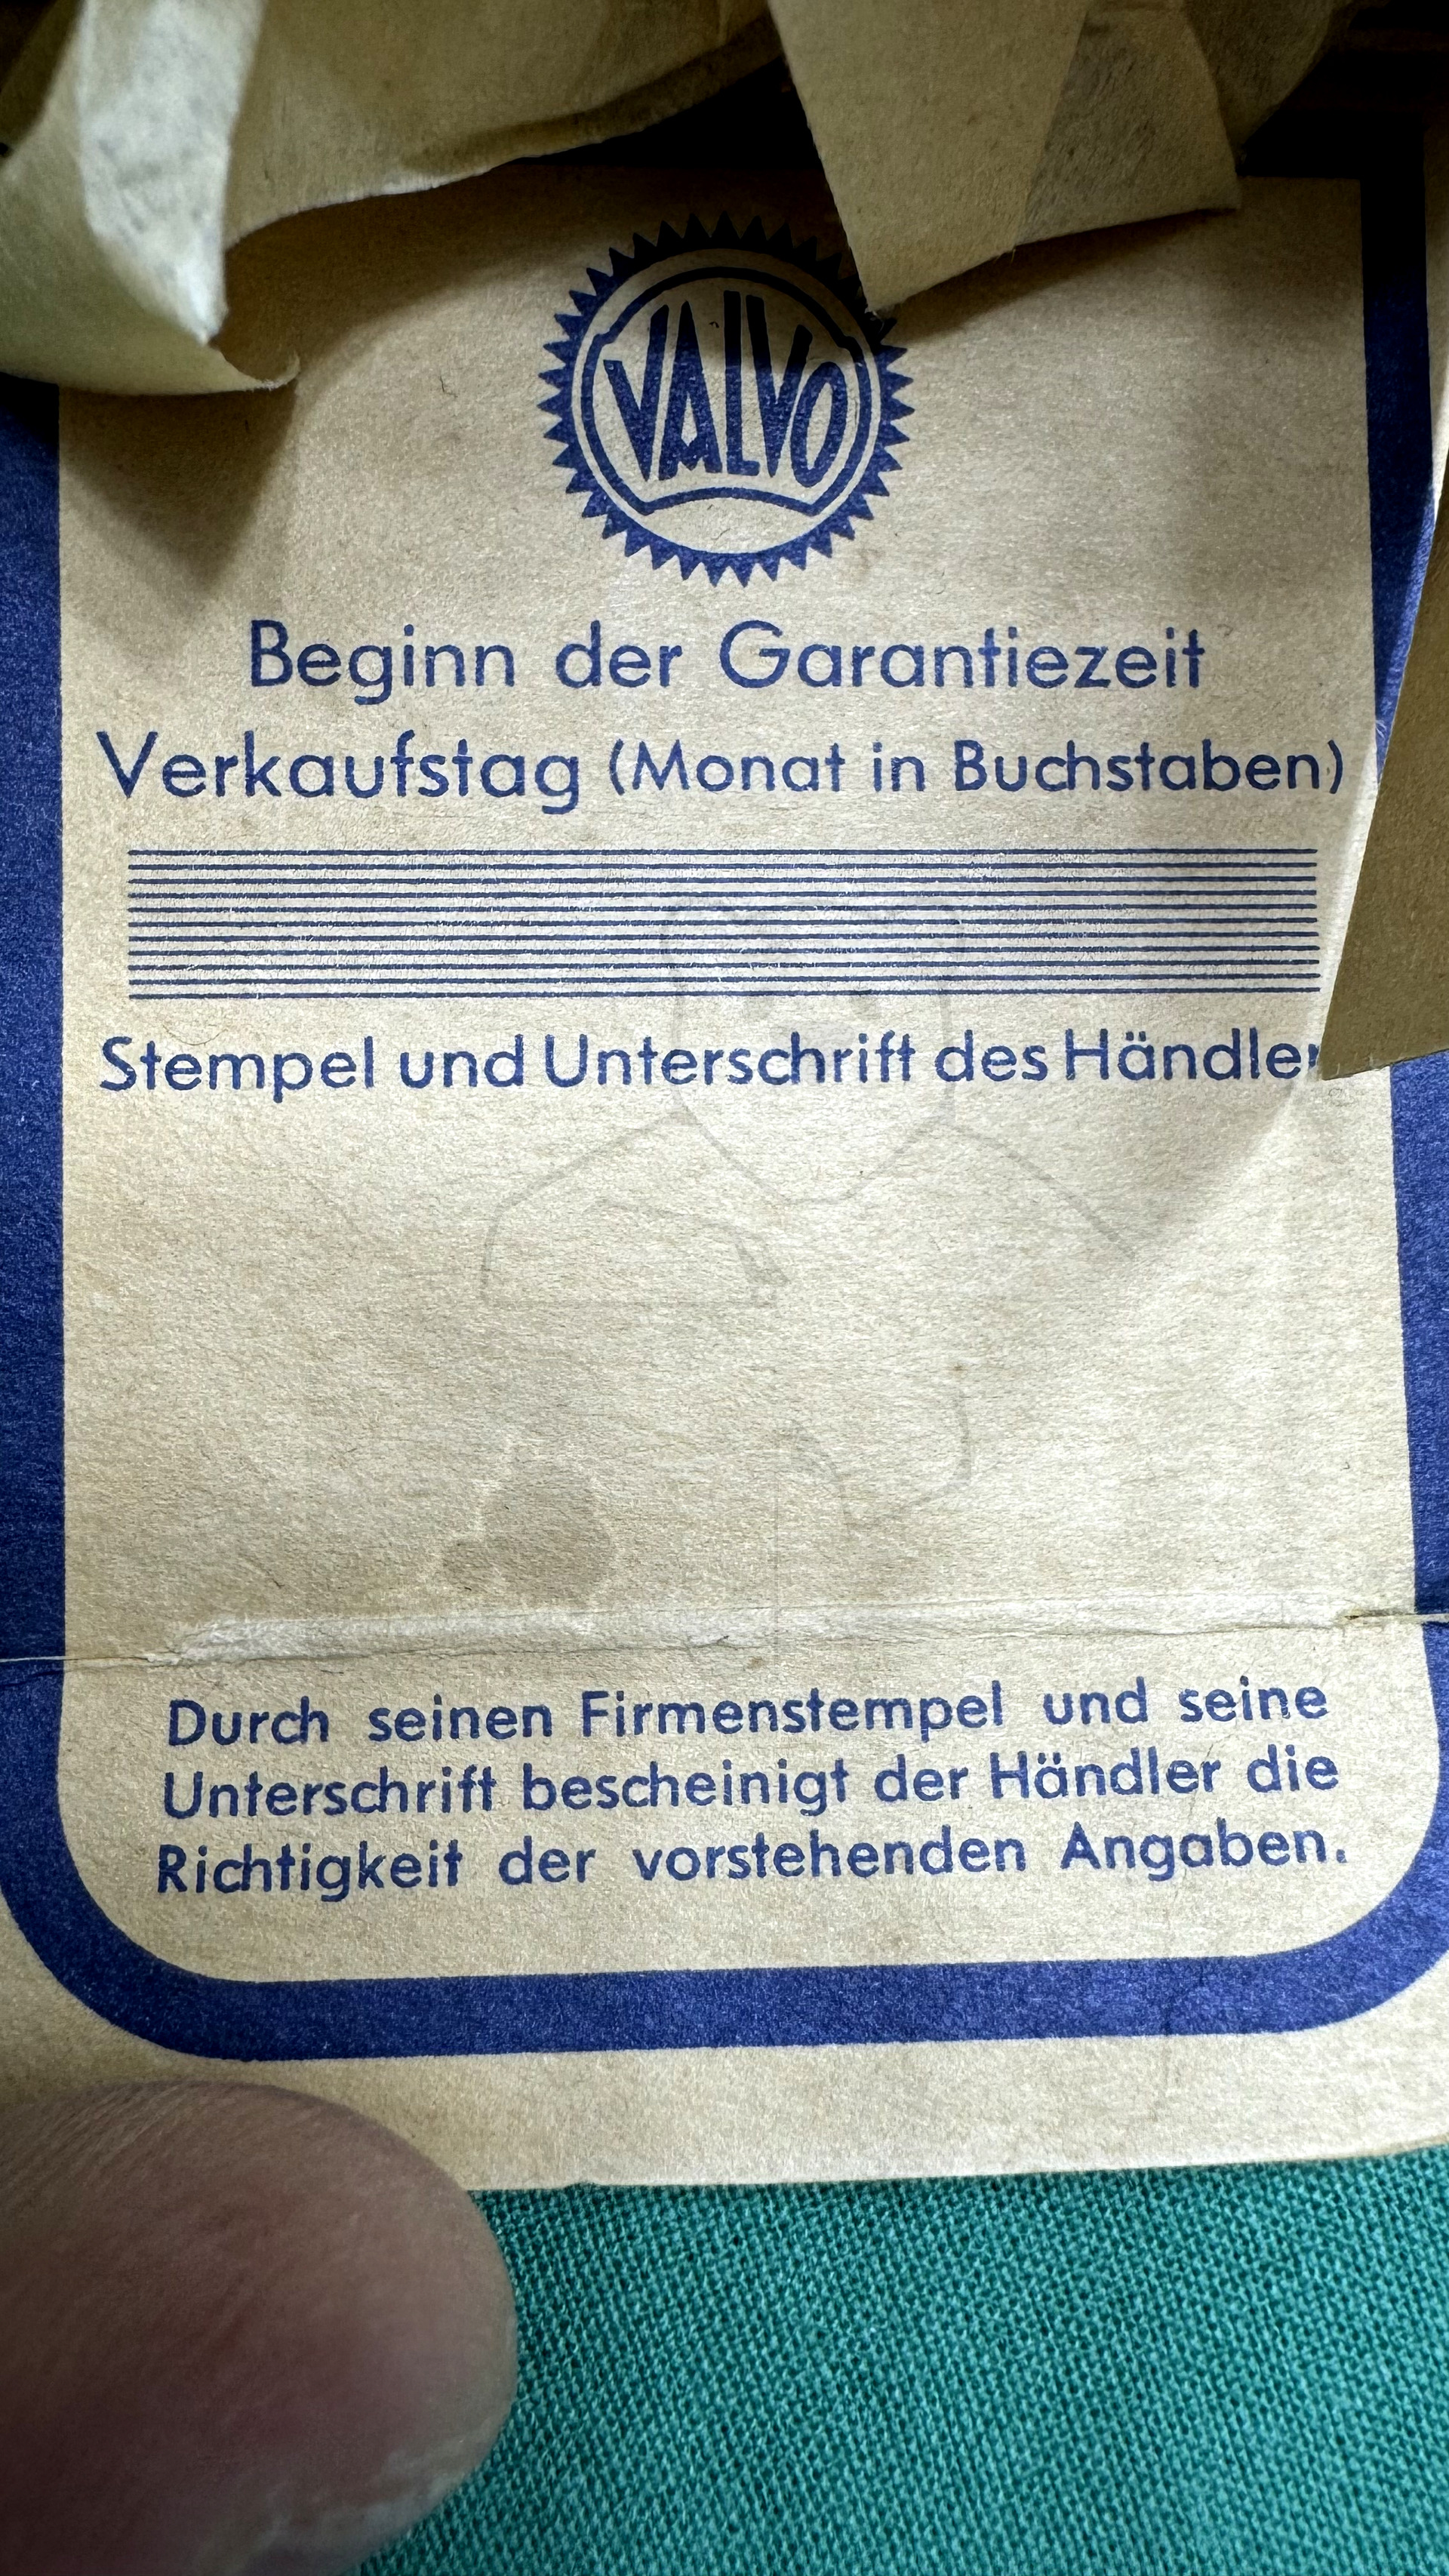 VALVO
Beginn der Garantiezeit
Verkaufstag (Monat in Buchstaben)
Stempel und Unterschrift des Händler
Durch seinen Firmenstempel und seine
Unterschrift bescheinigt der Händler die
Richtigkeit der vorstehenden Angaben.